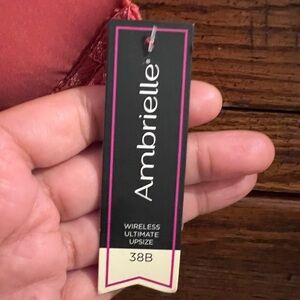 Ambrielle®
WIRELESS
ULTIMATE
UPSIZE
38B